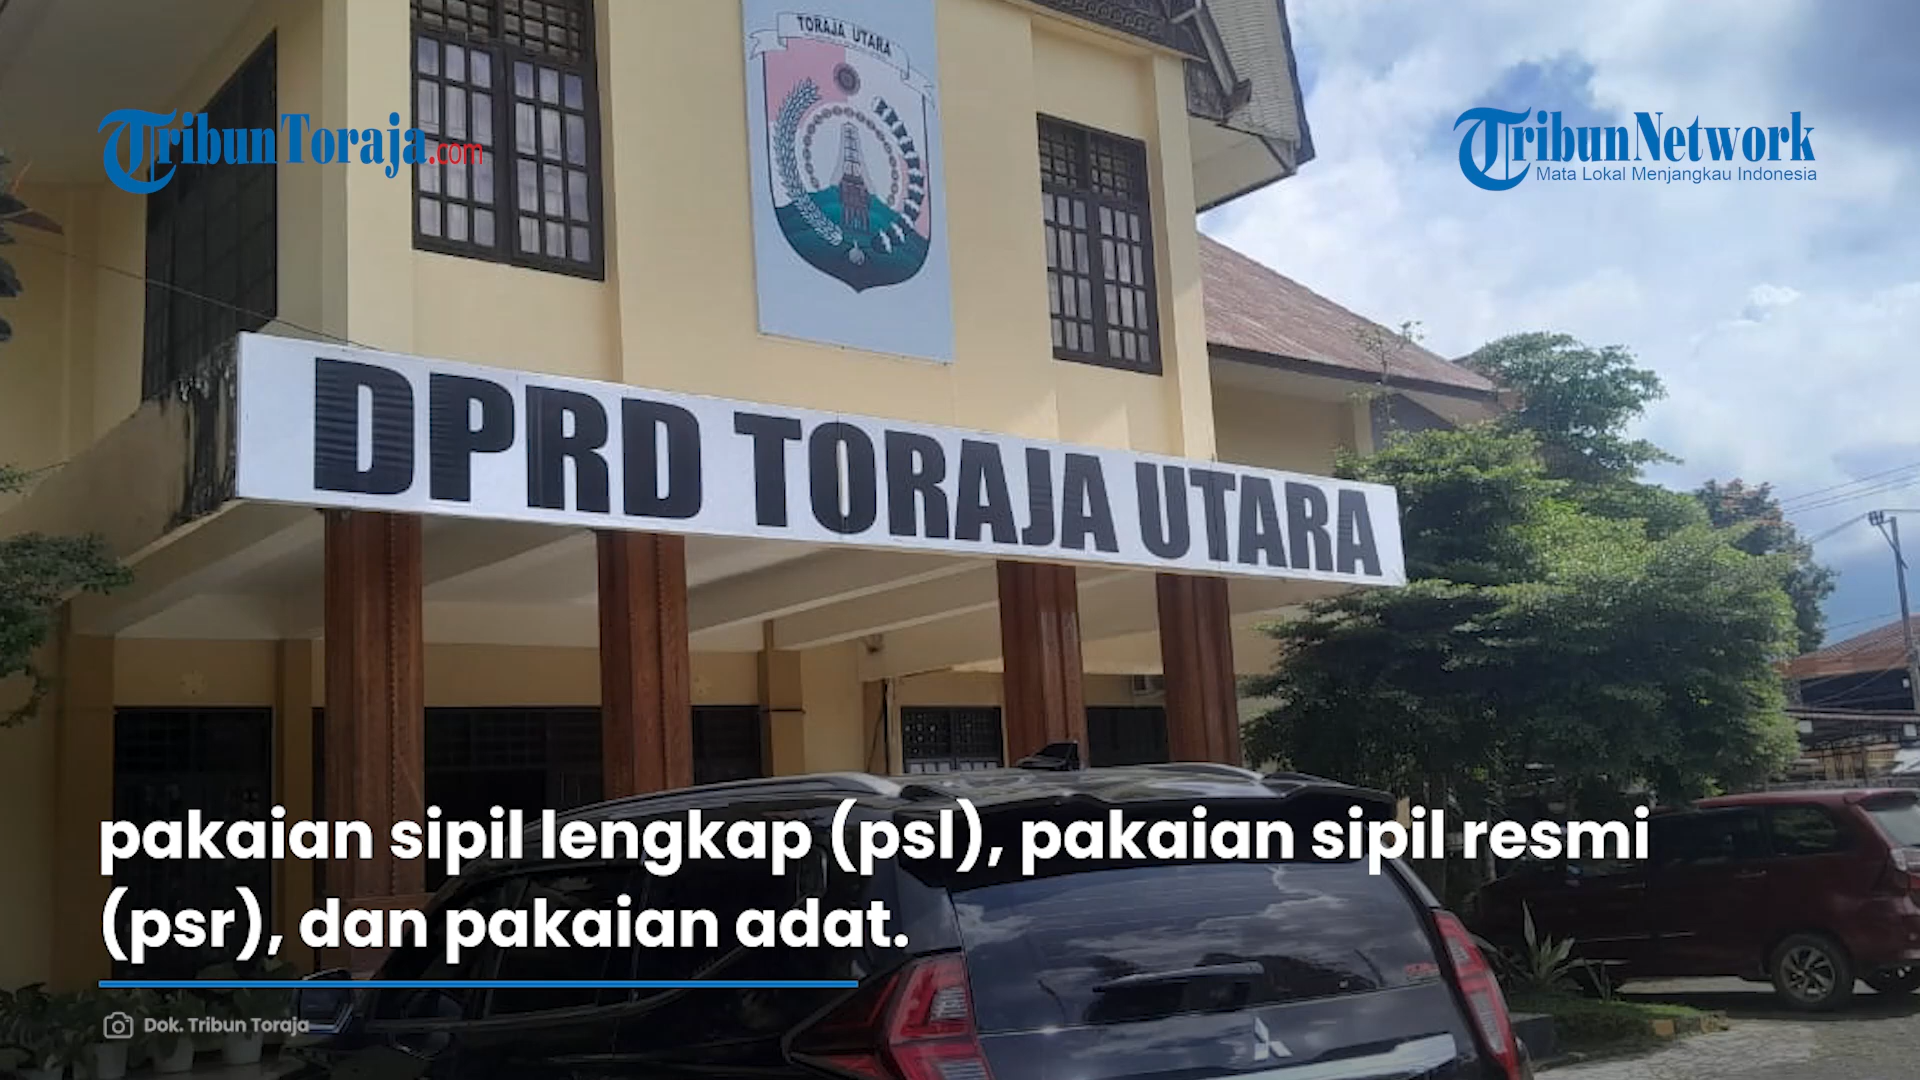 TORAJA UTARA
TribunToraja.com
TribunNetwork
Mata Lokal Menjangkau Indonesia
DPRD TORAJA UTARA
pakaian sipil lengkap (psl), pakaian sipil resmi
(psr), dan pakaian adat.
Dok. Tribun Toraja